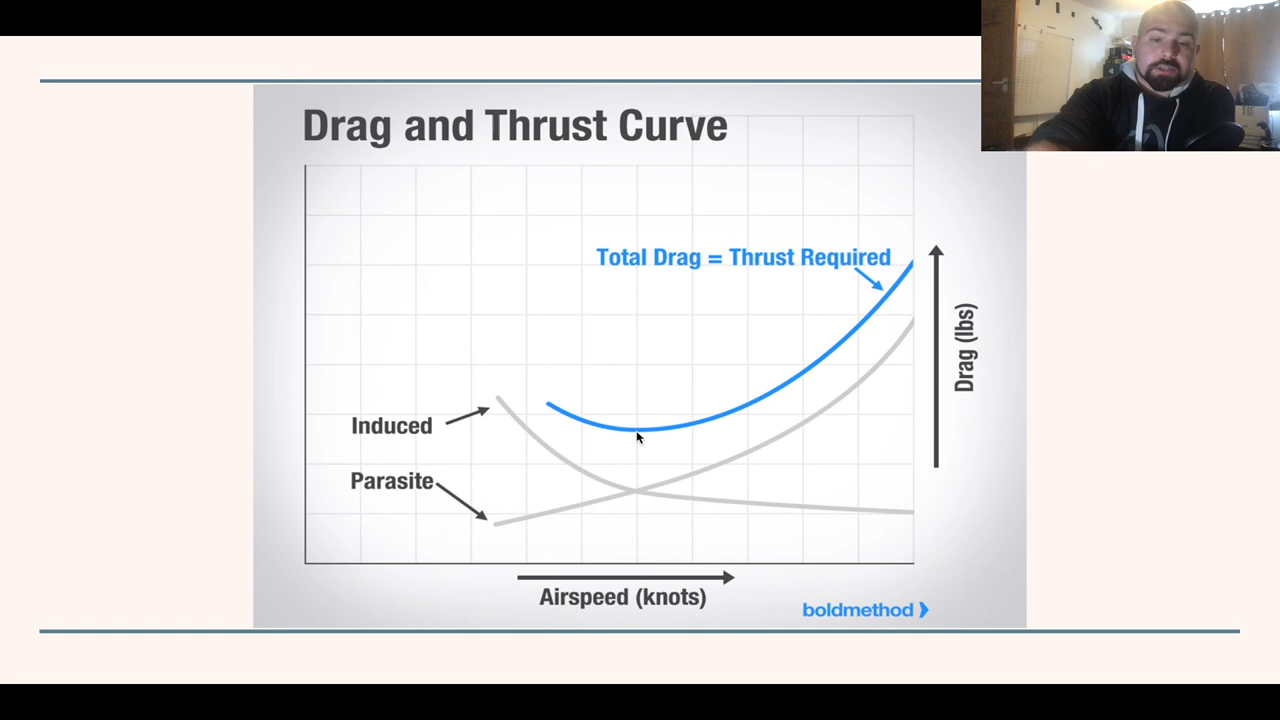 Drag and Thrust Curve
Total Drag = Thrust Required
Drag (lbs)
Induced
Parasite
Airspeed (knots)
boldmethod